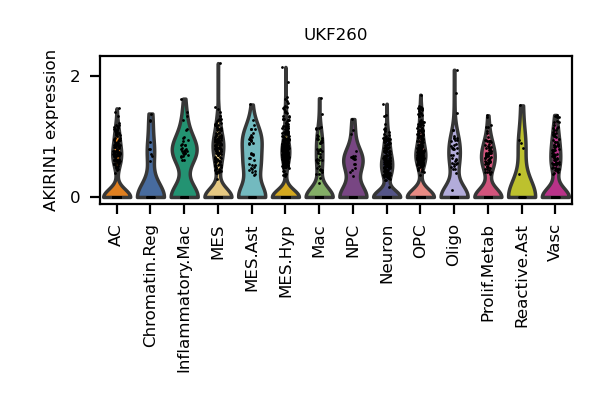 UKF260
AKIRIN1 expression
2
0
AC
Chromatin.Reg
Inflammatory.Mac
MES
MES.Ast
MES.Hyp
Mac
NPC
Neuron
OPC
Oligo
Prolif.Metab
Reactive.Ast
Vasc